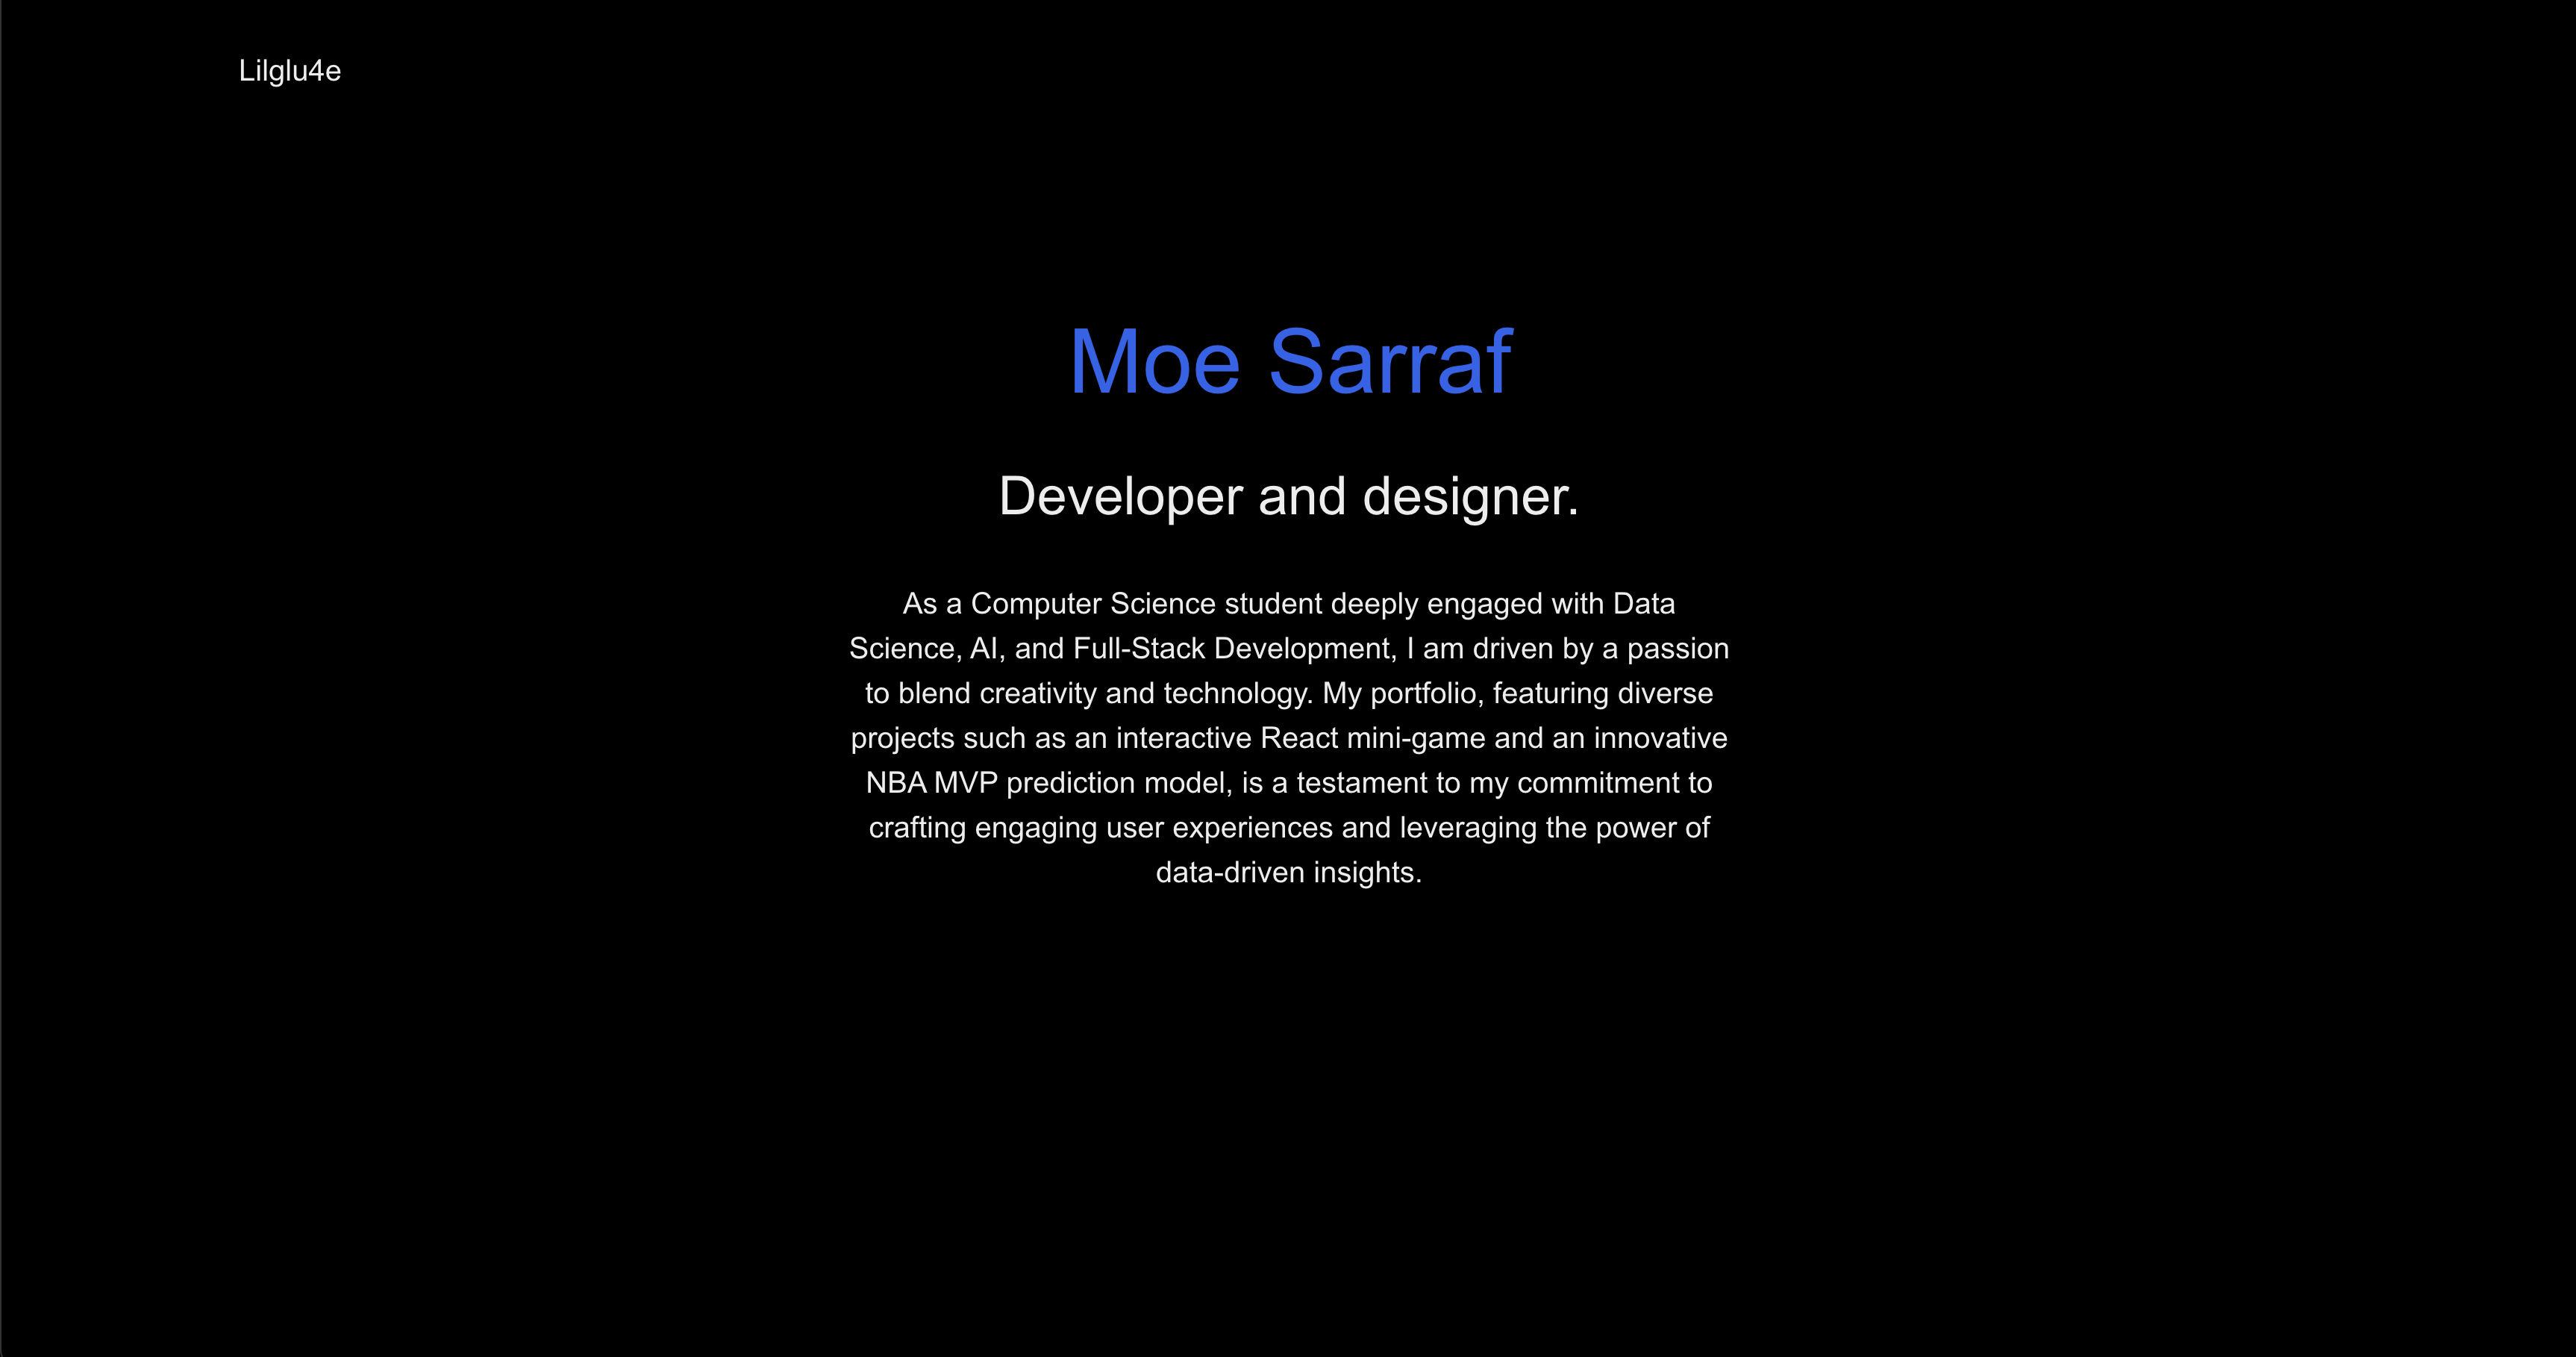 Lilglu4e
Moe Sarraf
Developer and designer.
As a Computer Science student deeply engaged with Data
Science, AI, and Full-Stack Development, I am driven by a passion
to blend creativity and technology. My portfolio, featuring diverse
projects such as an interactive React mini-game and an innovative
NBA MVP prediction model, is a testament to my commitment to
crafting engaging user experiences and leveraging the power of
data-driven insights.